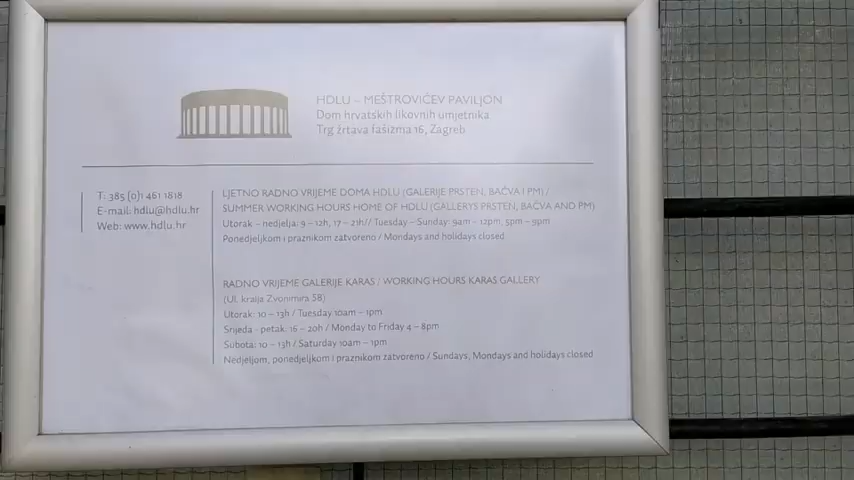 HDLU – MEŠTROVIĆEV PAVILJON
Dom hrvatskih likovnih umjetnika
Trg žrtava fašizma 16, Zagreb
T: 385 (0)1 461 1818
E-mail: hdlu@hdlu.hr
Web: www.hdlu.hr
LJETNO RADNO VRIJEME DOMA HDLU (GALERIJE PRSTEN, BAČVA I PM) /
SUMMER WORKING HOURS HOME OF HDLU (GALLERYS PRSTEN, BAČVA AND PM)
Utorak – nedjelja: 9 – 12h, 17 – 21h// Tuesday – Sunday: 9am – 12pm, 5pm – 9pm
Ponedjeljkom i praznikom zatvoreno / Mondays and holidays closed
RADNO VRIJEME GALERIJE KARAS / WORKING HOURS KARAS GALLERY
(Ul. kralja Zvonimira 58)
Utorak: 10 – 13h / Tuesday 10am – 1pm
Srijeda - petak: 16 – 20h / Monday to Friday 4 – 8pm
Subota: 10 – 13h / Saturday 10am – 1pm
Nedjeljom, ponedjeljkom i praznikom zatvoreno / Sundays, Mondays and holidays closed